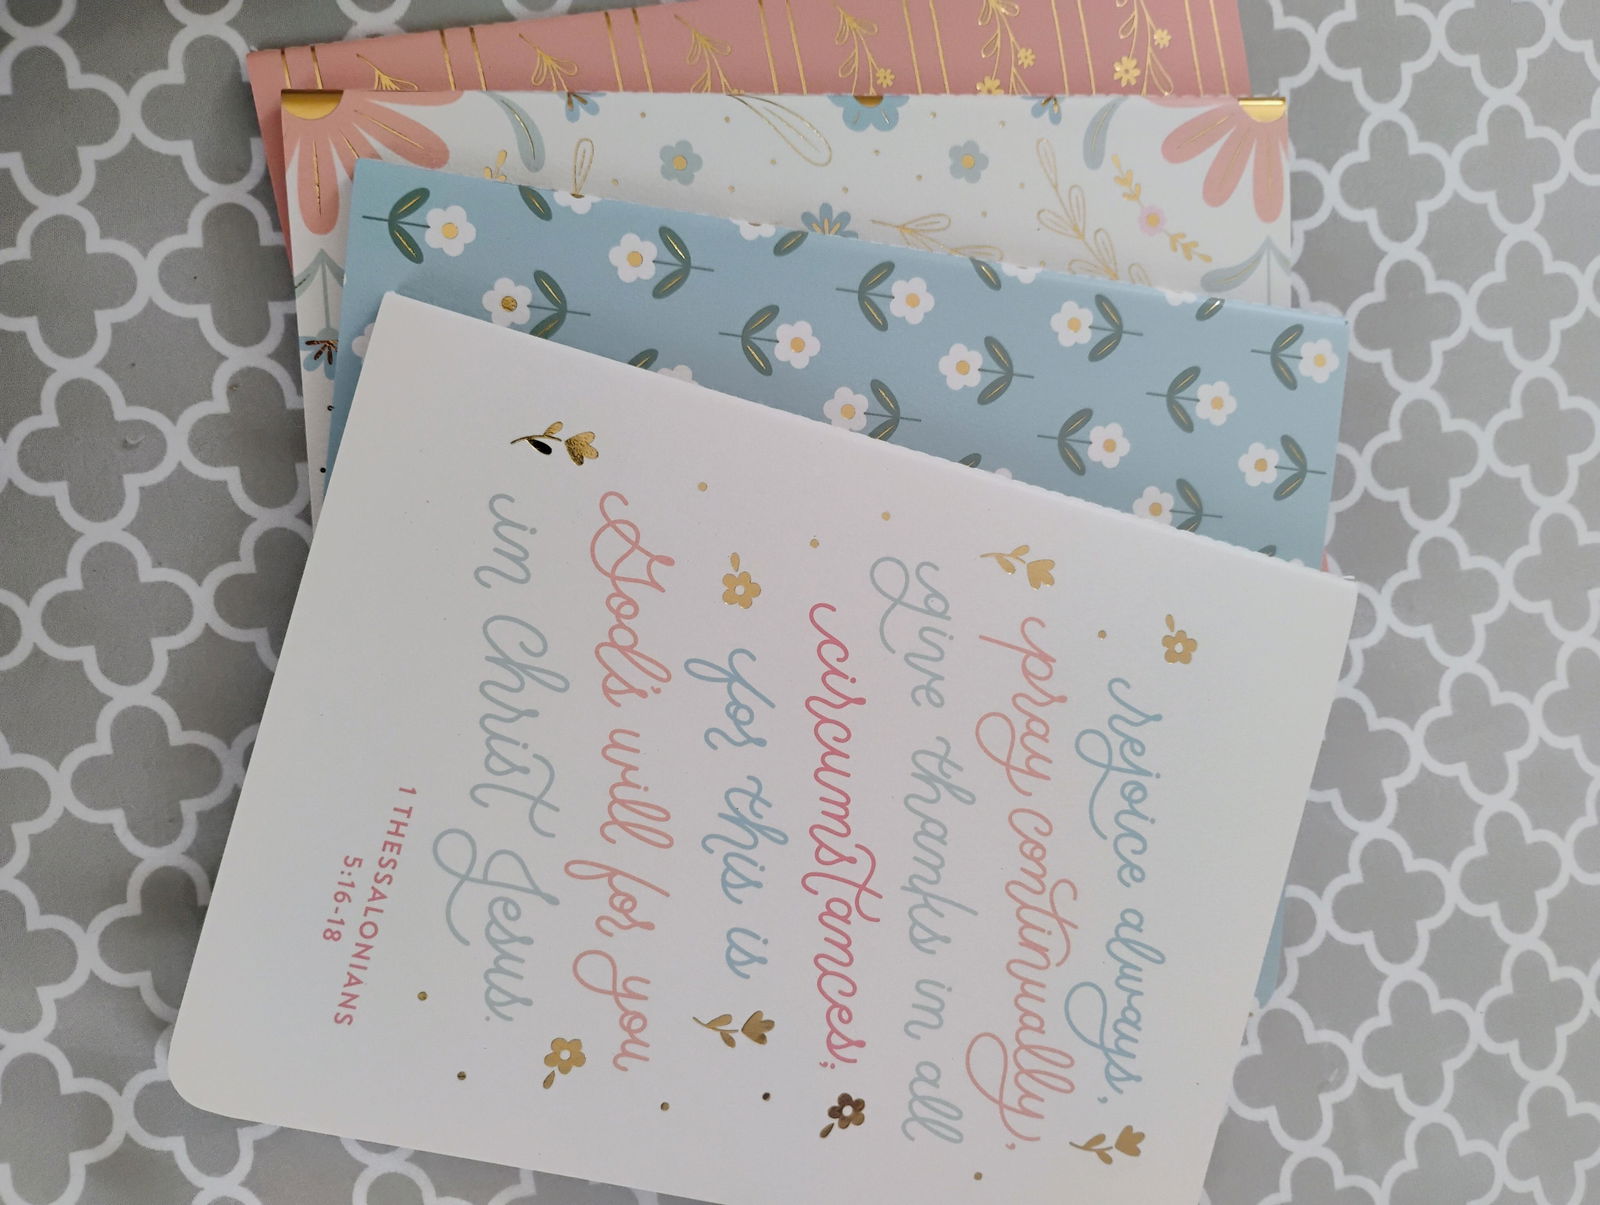 rejoice always,
pray continually,
give thanks in all
circumstances;
for this is
God's will for you
in Christ Jesus.
1 THESSALONIANS
5:16-18